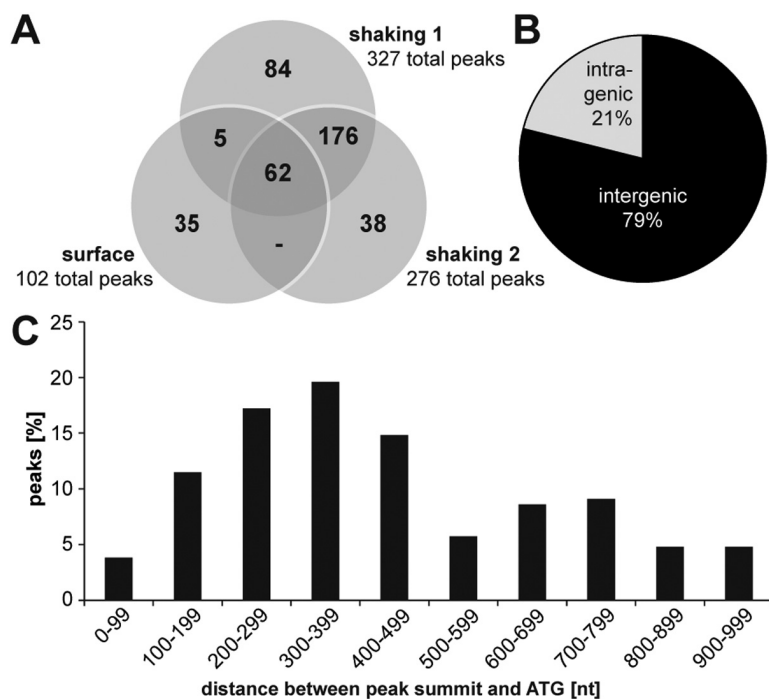 A
shaking 1
327 total peaks
84
5
176
62
35
-
38
surface
102 total peaks
shaking 2
276 total peaks
B
intra-
genic
21%
intergenic
79%
C
25
20
15
10
5
0
peaks [%]
0-99
100-199
200-299
300-399
400-499
500-599
600-699
700-799
800-899
900-999
distance between peak summit and ATG [nt]